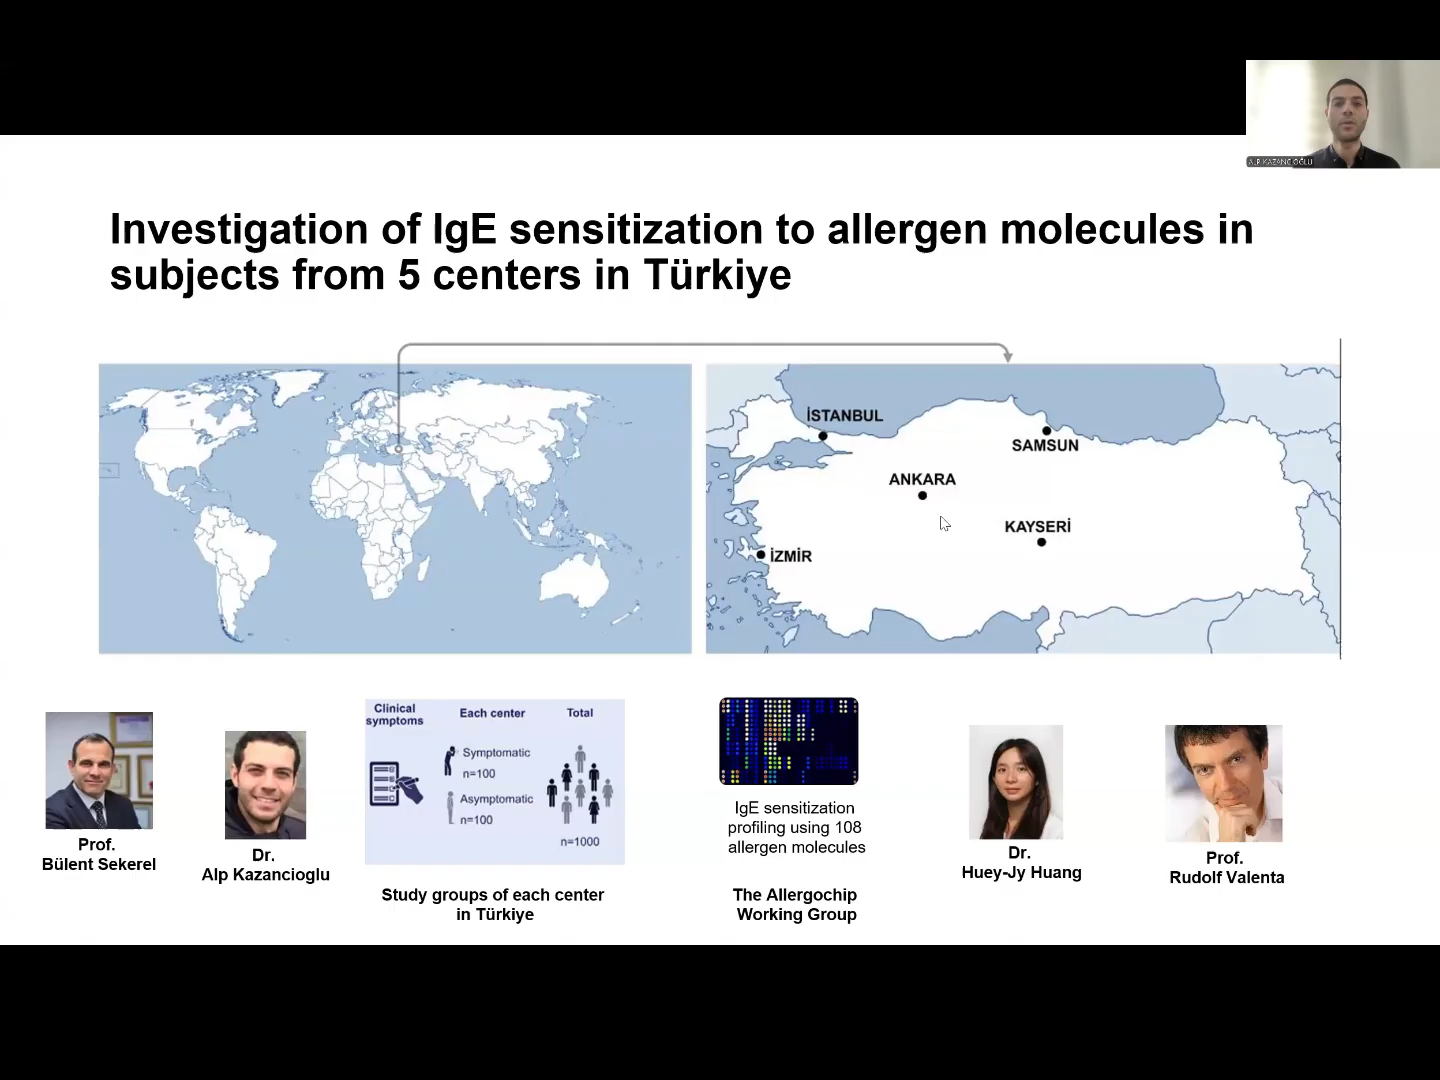 ALP KAZANCIOĞLU
Investigation of IgE sensitization to allergen molecules in
subjects from 5 centers in Türkiye
İSTANBUL
SAMSUN
ANKARA
KAYSERİ
İZMİR
Prof.
Bülent Sekerel
Dr.
Alp Kazancioglu
Clinical
symptoms
Each center
Total
Symptomatic
n=100
Asymptomatic
n=100
n=1000
Study groups of each center
in Türkiye
IgE sensitization
profiling using 108
allergen molecules
The Allergochip
Working Group
Dr.
Huey-Jy Huang
Prof.
Rudolf Valenta